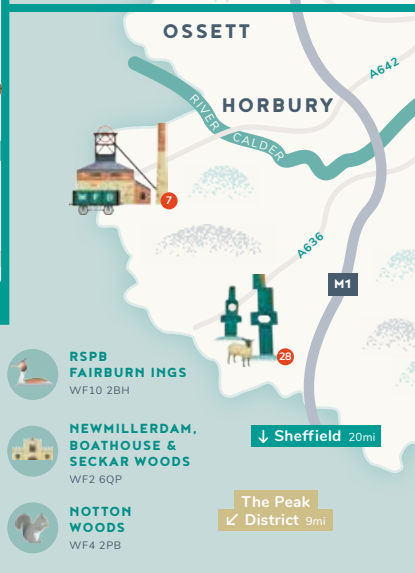 OSSETT
A642
HORBURY
RIVER CALDER
WFD
7
A636
M1
28
RSPB
FAIRBURN INGS
WF10 2BH
NEWMILLERDAM,
BOATHOUSE &
SECKAR WOODS
WF2 6QP
↓ Sheffield 20mi
The Peak
↙ District 9mi
NOTTON
WOODS
WF4 2PB